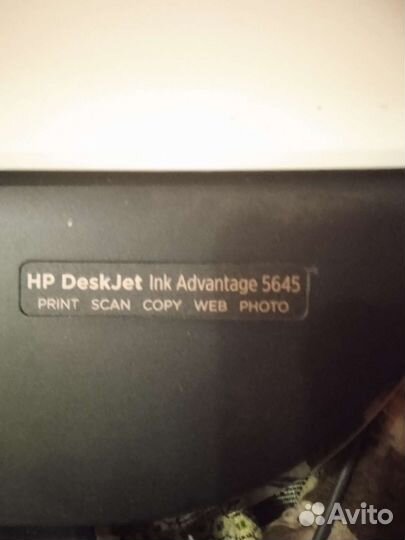 HP DeskJet Ink Advantage 5645
PRINT SCAN COPY WEB PHOTO
Avito